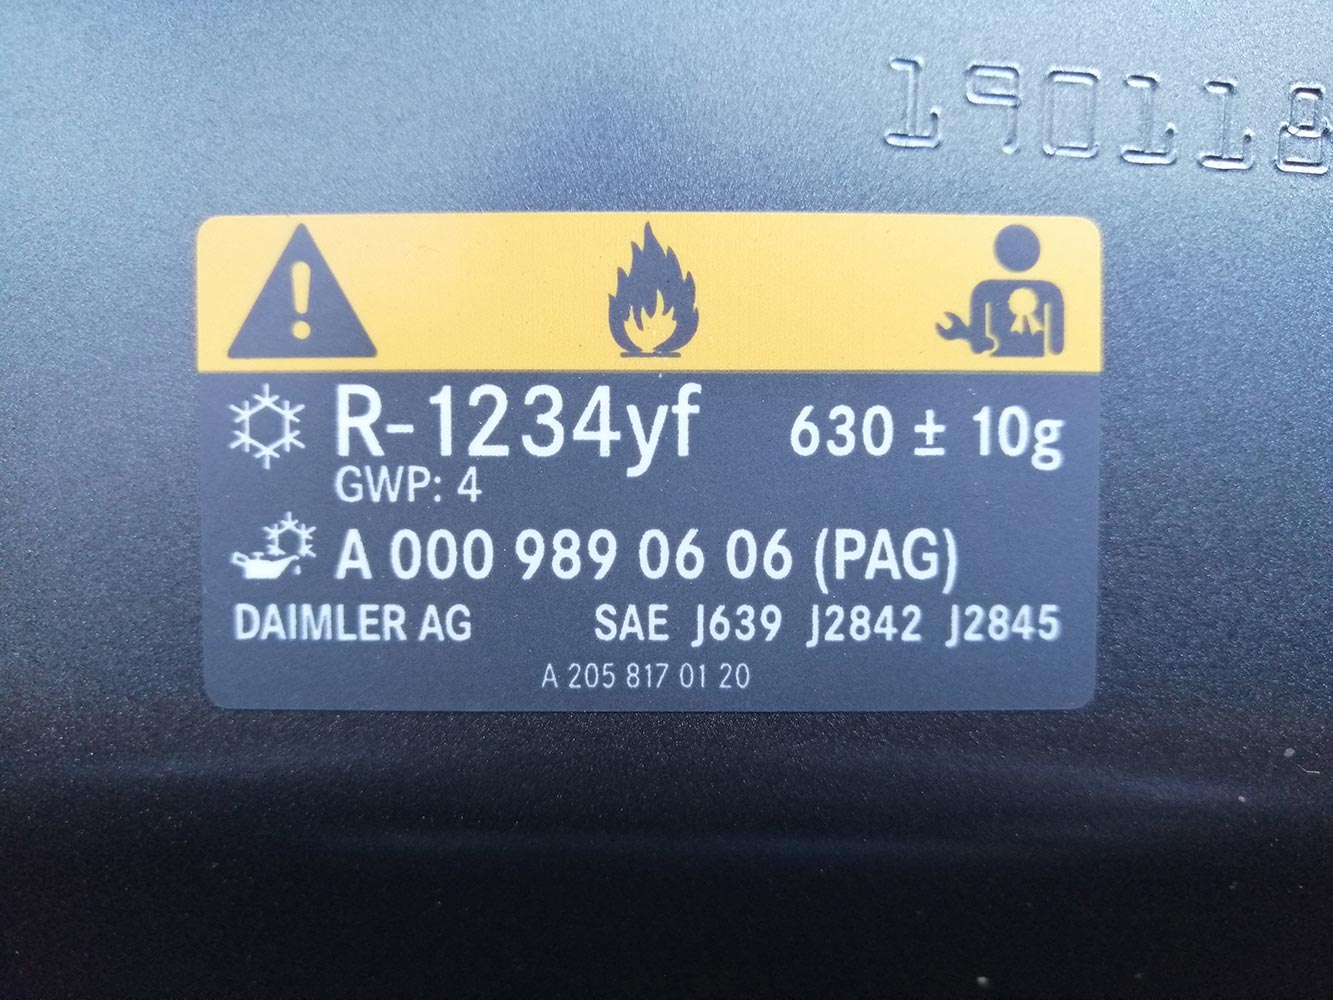 190118
R-1234yf 630 ± 10g
GWP: 4
A 000 989 06 06 (PAG)
DAIMLER AG SAE J639 J2842 J2845
A 205 817 01 20